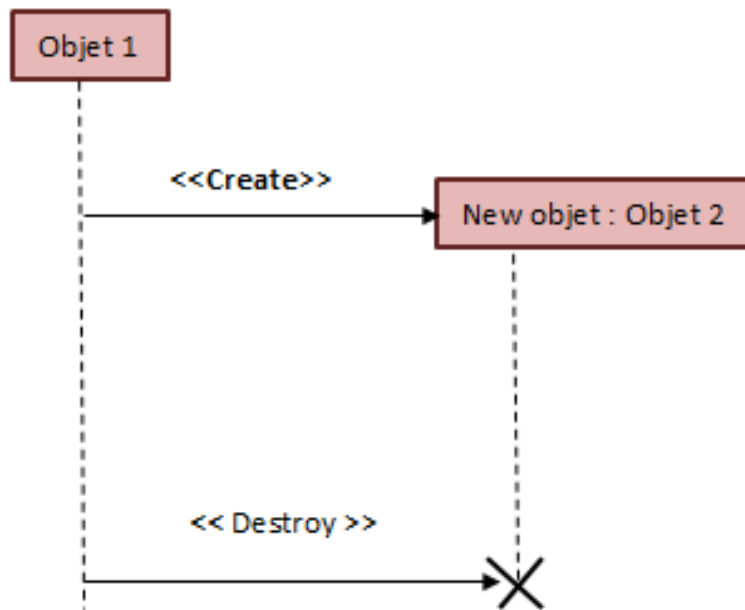 Objet 1
<<Create>>
New objet : Objet 2
<< Destroy >>